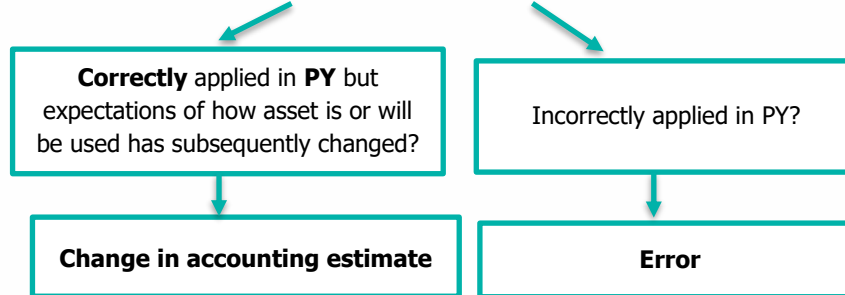 Correctly applied in PY but
expectations of how asset is or will
be used has subsequently changed?
Incorrectly applied in PY?
Change in accounting estimate
Error